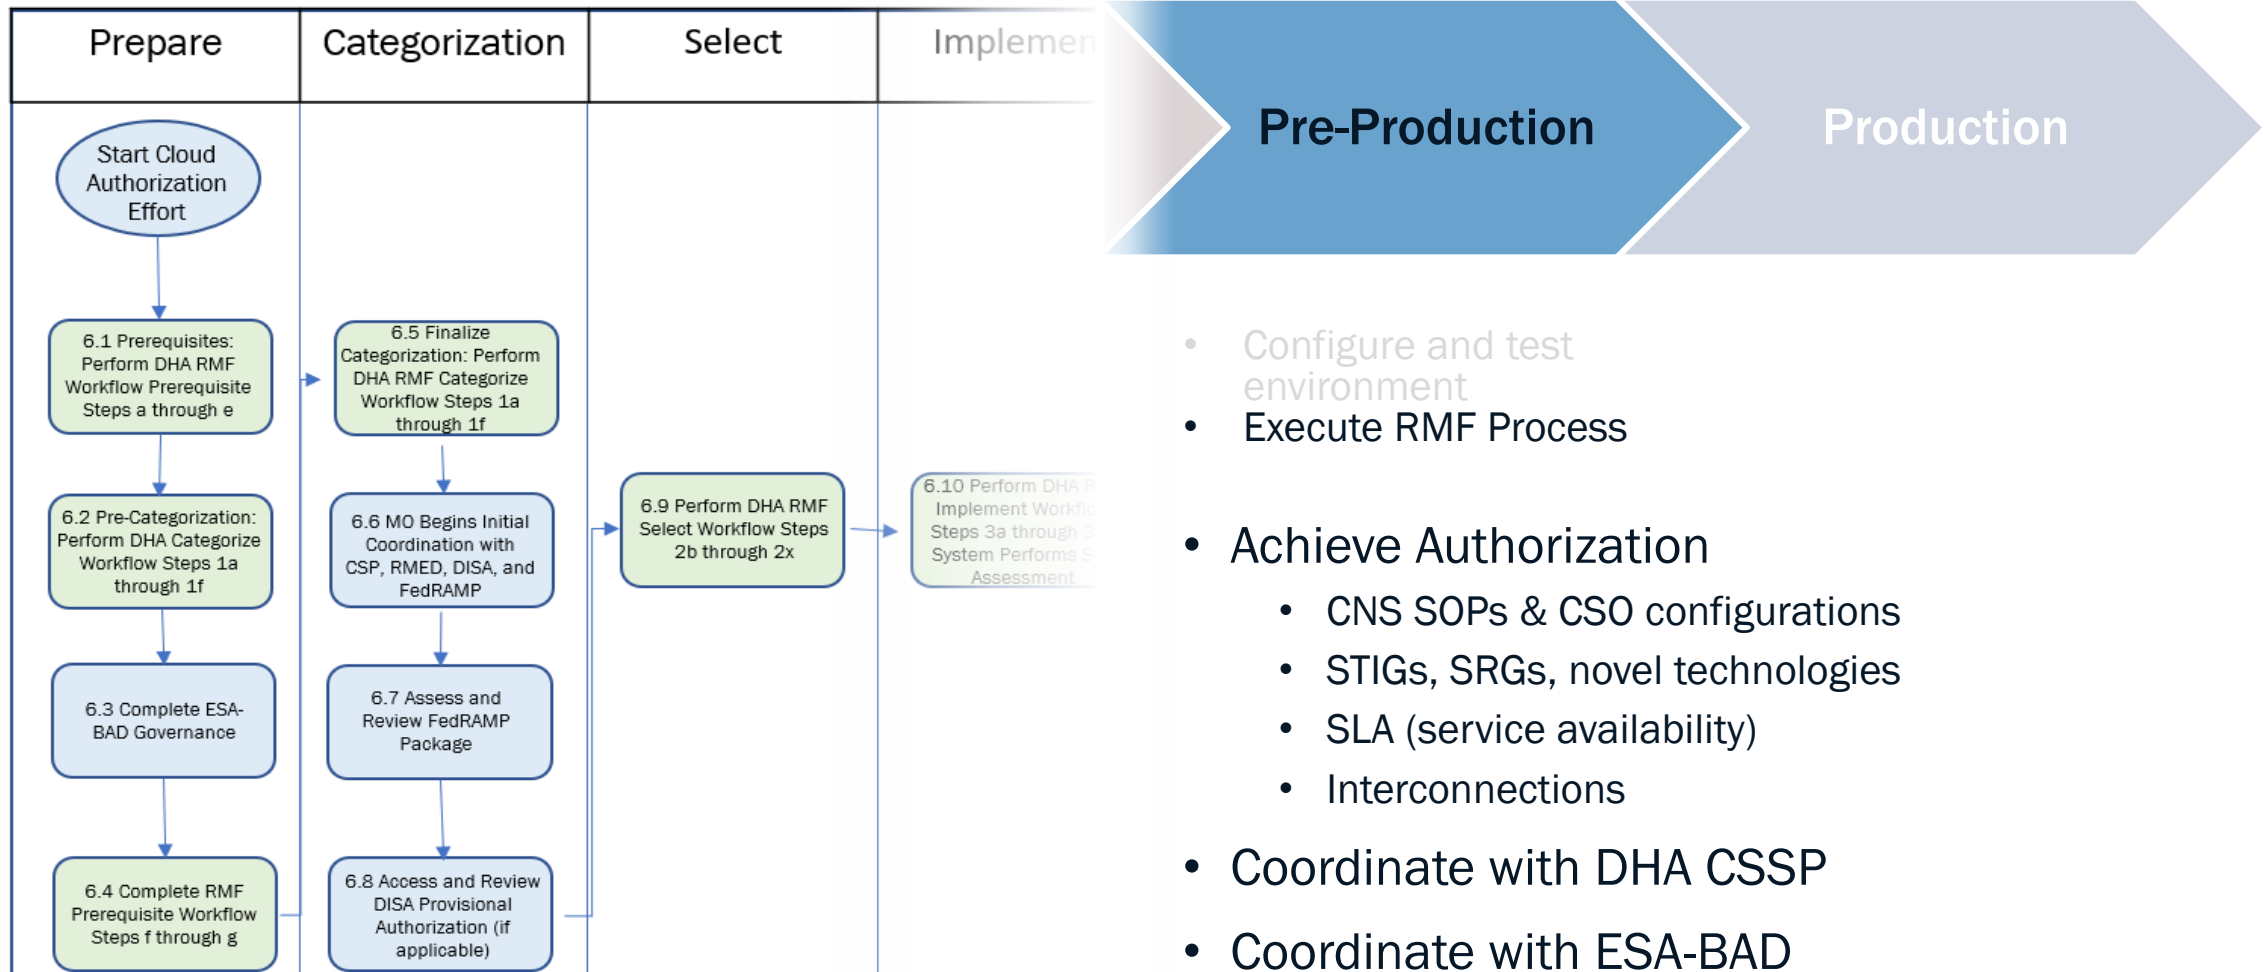 Prepare
Categorization
Select
Implemen
Start Cloud
Authorization
Effort
6.1 Prerequisites:
Perform DHA RMF
Workflow Prerequisite
Steps a through e
6.2 Pre-Categorization:
Perform DHA Categorize
Workflow Steps 1a
through 1f
6.3 Complete ESA-
BAD Governance
6.4 Complete RMF
Prerequisite Workflow
Steps f through g
6.5 Finalize
Categorization: Perform
DHA RMF Categorize
Workflow Steps 1a
through 1f
6.6 MO Begins Initial
Coordination with
CSP, RMED, DISA, and
FedRAMP
6.7 Assess and
Review FedRAMP
Package
6.8 Access and Review
DISA Provisional
Authorization (if
applicable)
6.9 Perform DHA RMF
Select Workflow Steps
2b through 2x
6.10 Perform DHA
Implement
Steps 3a through
System Performs
Assessment
Pre-Production
Production
• Configure and test
environment
• Execute RMF Process
• Achieve Authorization
• CNS SOPs & CSO configurations
• STIGs, SRGs, novel technologies
• SLA (service availability)
• Interconnections
• Coordinate with DHA CSSP
• Coordinate with ESA-BAD